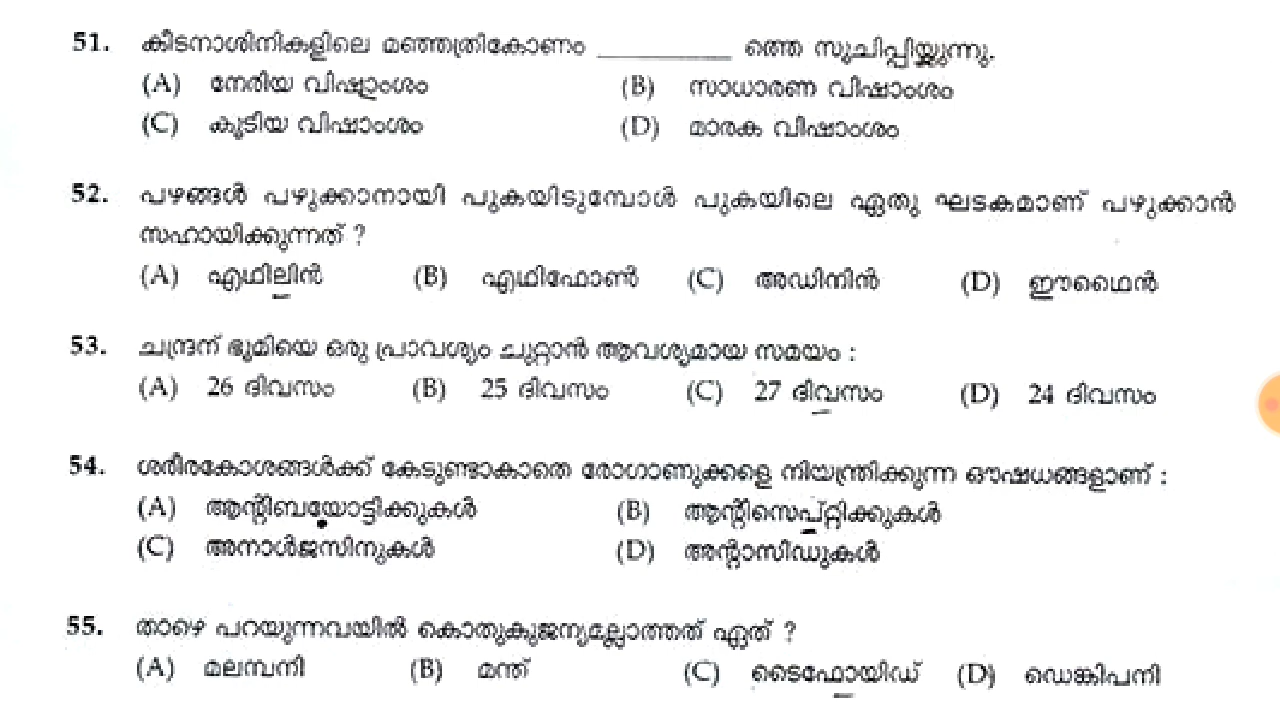 51. കീടനാശിനികളിലെ മഞ്ഞത്രികോണം ________ ത്തെ സൂചിപ്പിയ്ക്കുന്നു.
(A) നേരിയ വിഷാംശം (B) സാധാരണ വിഷാംശം
(C) കൂടിയ വിഷാംശം (D) മാരക വിഷാംശം
52. പഴങ്ങൾ പഴുക്കാനായി പുകയിടുമ്പോൾ പുകയിലെ ഏതു ഘടകമാണ് പഴുക്കാൻ
സഹായിക്കുന്നത് ?
(A) എഥിലിൻ (B) എഥിഫോൺ (C) അഡിനിൻ (D) ഈഥൈൻ
53. ചന്ദ്രന് ഭൂമിയെ ഒരു പ്രാവശ്യം ചുറ്റാൻ ആവശ്യമായ സമയം :
(A) 26 ദിവസം (B) 25 ദിവസം (C) 27 ദിവസം (D) 24 ദിവസം
54. ശരീരകോശങ്ങൾക്ക് കേടുണ്ടാകാതെ രോഗാണുക്കളെ നിയന്ത്രിക്കുന്ന ഔഷധങ്ങളാണ് :
(A) ആന്റിബയോട്ടിക്കുകൾ (B) ആന്റിസെപ്റ്റിക്കുകൾ
(C) അനാൾജസിനുകൾ (D) അന്റാസിഡുകൾ
55. താഴെ പറയുന്നവയിൽ കൊതുകുജന്യമല്ലാത്തത് ഏത് ?
(A) മലമ്പനി (B) മന്ത് (C) ടൈഫോയിഡ് (D) ഡെങ്കിപനി